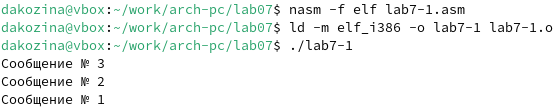 dakozina@vbox:~/work/arch-pc/lab07$ nasm -f elf lab7-1.asm
dakozina@vbox:~/work/arch-pc/lab07$ ld -m elf_i386 -o lab7-1 lab7-1.o
dakozina@vbox:~/work/arch-pc/lab07$ ./lab7-1
Сообщение № 3
Сообщение № 2
Сообщение № 1